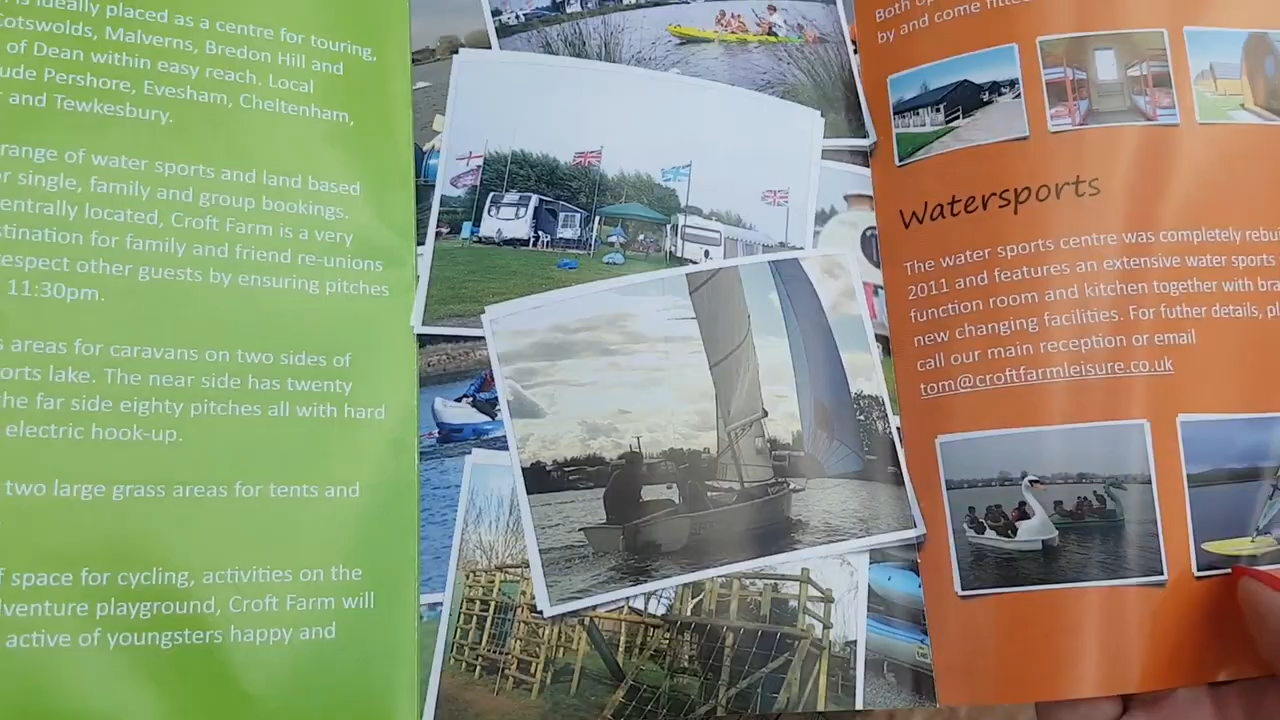 is ideally placed as a centre for touring,
Cotswolds, Malverns, Bredon Hill and
of Dean within easy reach. Local
ude Pershore, Evesham, Cheltenham,
r and Tewkesbury.
range of water sports and land based
r single, family and group bookings.
entrally located, Croft Farm is a very
stination for family and friend re-unions
respect other guests by ensuring pitches
11:30pm.
s areas for caravans on two sides of
orts lake. The near side has twenty
the far side eighty pitches all with hard
electric hook-up.
two large grass areas for tents and
f space for cycling, activities on the
dventure playground, Croft Farm will
active of youngsters happy and
Both
by and come fitte
Watersports
The water sports centre was completely rebui
2011 and features an extensive water sports
function room and kitchen together with bra
new changing facilities. For futher details, pl
call our main reception or email
tom@croftfarmleisure.co.uk